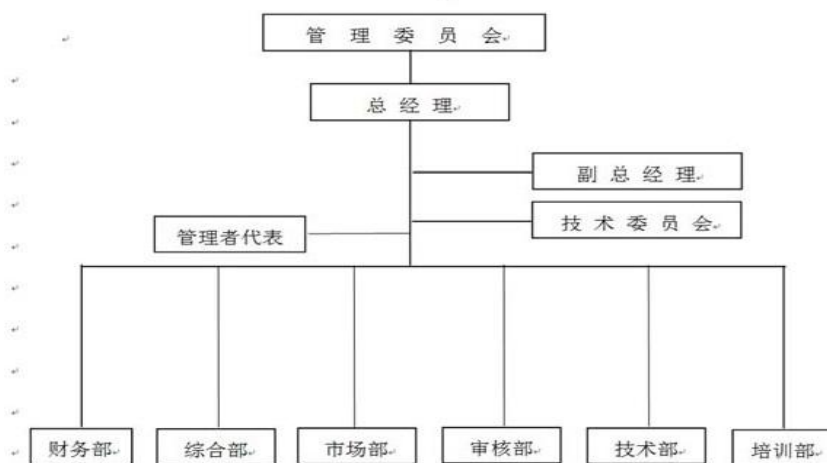 管理委员会
总经理
副总经理
技术委员会
管理者代表
财务部
综合部
市场部
审核部
技术部
培训部